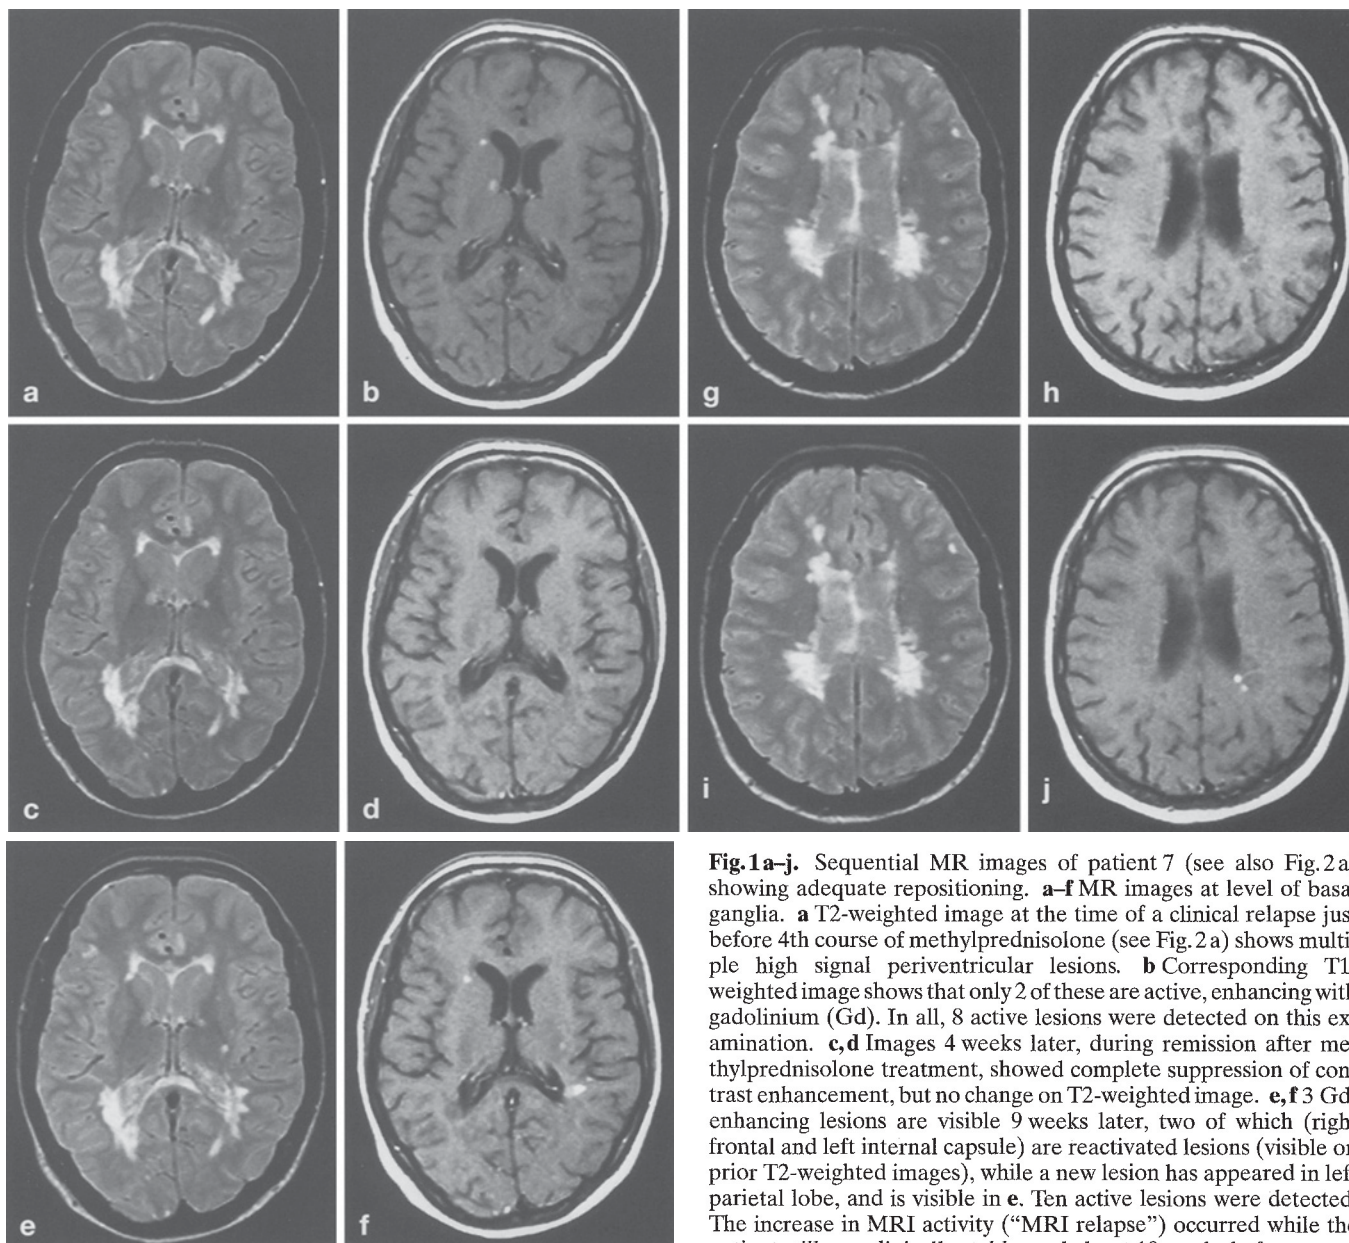 a b g h
c d i j
e f
Fig. 1 a–j. Sequential MR images of patient 7 (see also Fig. 2 a
showing adequate repositioning. a–f MR images at level of basa
ganglia. a T2-weighted image at the time of a clinical relapse jus
before 4th course of methylprednisolone (see Fig. 2 a) shows multi
ple high signal periventricular lesions. b Corresponding T1
weighted image shows that only 2 of these are active, enhancing wit
gadolinium (Gd). In all, 8 active lesions were detected on this ex
amination. c, d Images 4 weeks later, during remission after me
thylprednisolone treatment, showed complete suppression of con
trast enhancement, but no change on T2-weighted image. e, f 3 Gd
enhancing lesions are visible 9 weeks later, two of which (righ
frontal and left internal capsule) are reactivated lesions (visible o
prior T2-weighted images), while a new lesion has appeared in lef
parietal lobe, and is visible in e. Ten active lesions were detected
The increase in MRI activity (“MRI relapse”) occurred while the